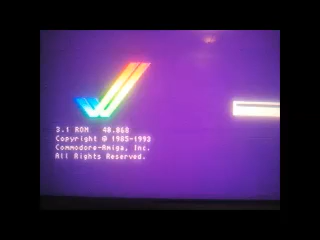 3.1 ROM 40.068
Copyright © 1985-1993
Commodore-Amiga, Inc.
All Rights Reserved.